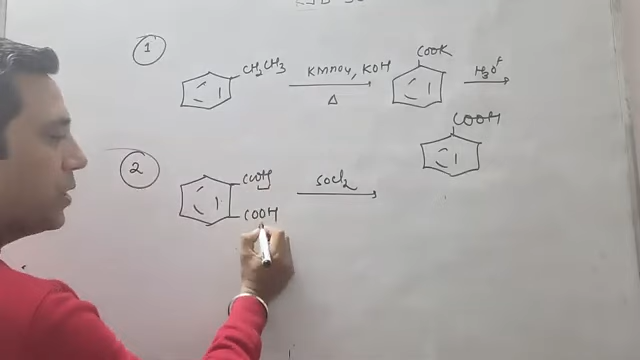 1
CH2CH3
KMnO4, KOH
Δ
COOK
H3O+
COOH
2
COOH
COOH
SOCl2